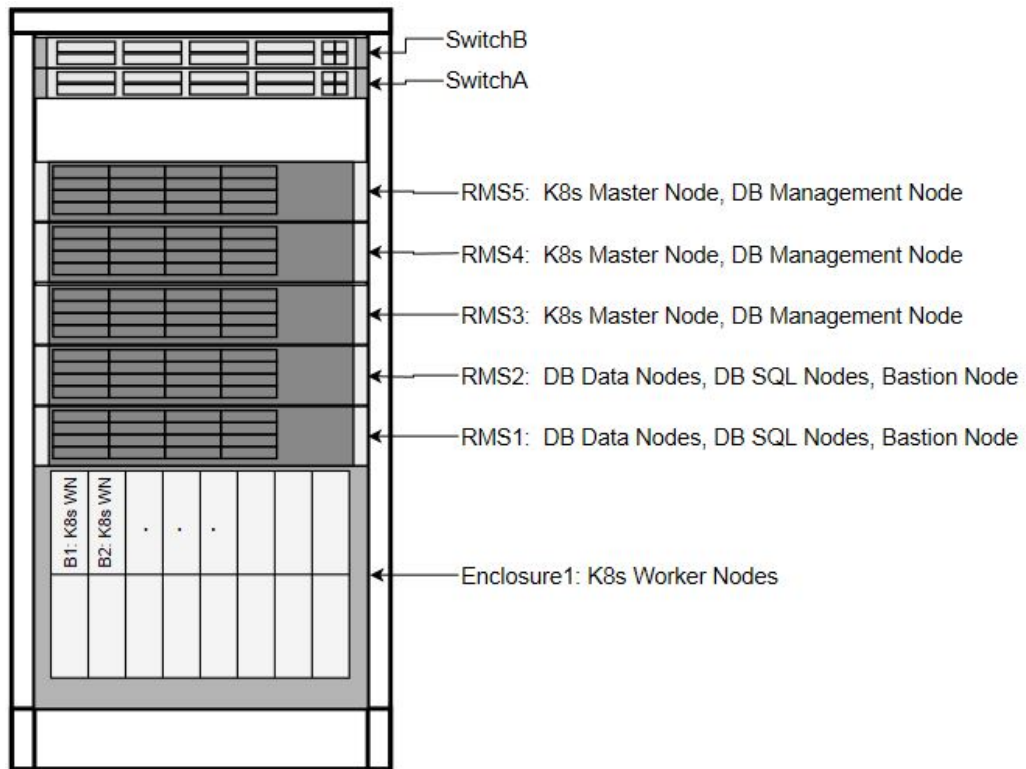 SwitchB
SwitchA
RMS5:  K8s Master Node, DB Management Node
RMS4:  K8s Master Node, DB Management Node
RMS3:  K8s Master Node, DB Management Node
RMS2:  DB Data Nodes, DB SQL Nodes, Bastion Node
RMS1:  DB Data Nodes, DB SQL Nodes, Bastion Node
B1: K8s WN
B2: K8s WN
. . .
Enclosure1: K8s Worker Nodes